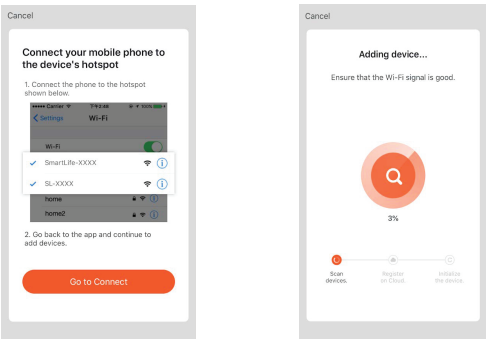 Cancel
Connect your mobile phone to
the device's hotspot
1. Connect the phone to the hotspot
shown below.
Carrier
100%
Settings
Wi-Fi
Wi-Fi
SmartLife-XXXX
SL-XXXX
home
home2
2. Go back to the app and continue to
add devices.
Go to Connect
Cancel
Adding device...
Ensure that the Wi-Fi signal is good.
3%
Scan
devices.
Register
on Cloud.
Initialize
the device.